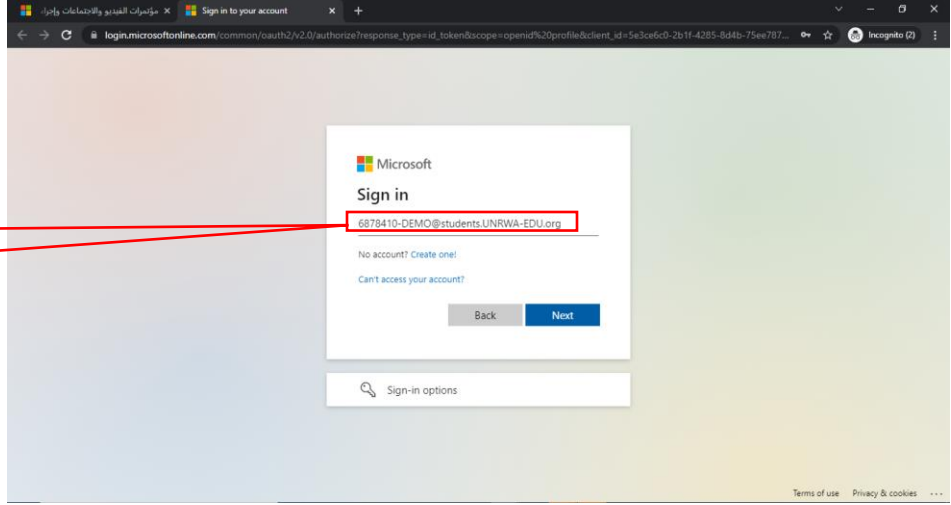 مؤتمرات الفيديو والاجتماعات وإجرا
Sign in to your account
login.microsoftonline.com/common/oauth2/v2.0/authorize?response_type=id_token&scope=openid%20profile&client_id=5e3ce6c0-2b1f-4285-8d4b-75ee787...
Incognito (2)
Microsoft
Sign in
6878410-DEMO@students.UNRWA-EDU.org
No account? Create one!
Can't access your account?
Back
Next
Sign-in options
Terms of use
Privacy & cookies
...